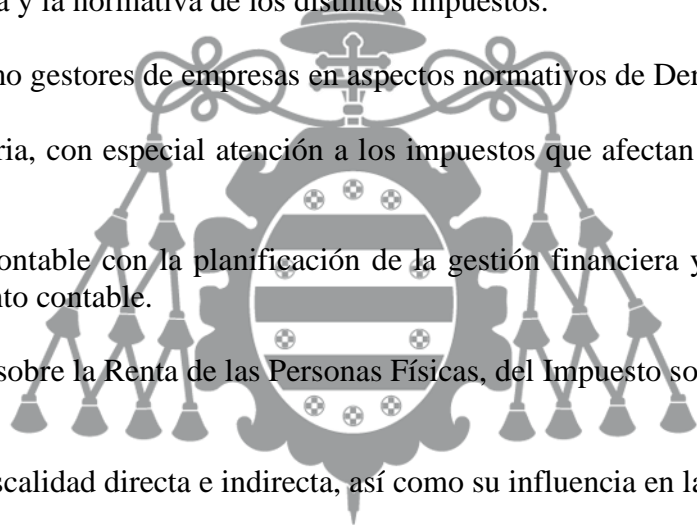 a y la normativa de los distintos impuestos.
no gestores de empresas en aspectos normativos de Der
ria, con especial atención a los impuestos que afectan
ontable con la planificación de la gestión financiera y
nto contable.
sobre la Renta de las Personas Físicas, del Impuesto so
scalidad directa e indirecta, así como su influencia en la